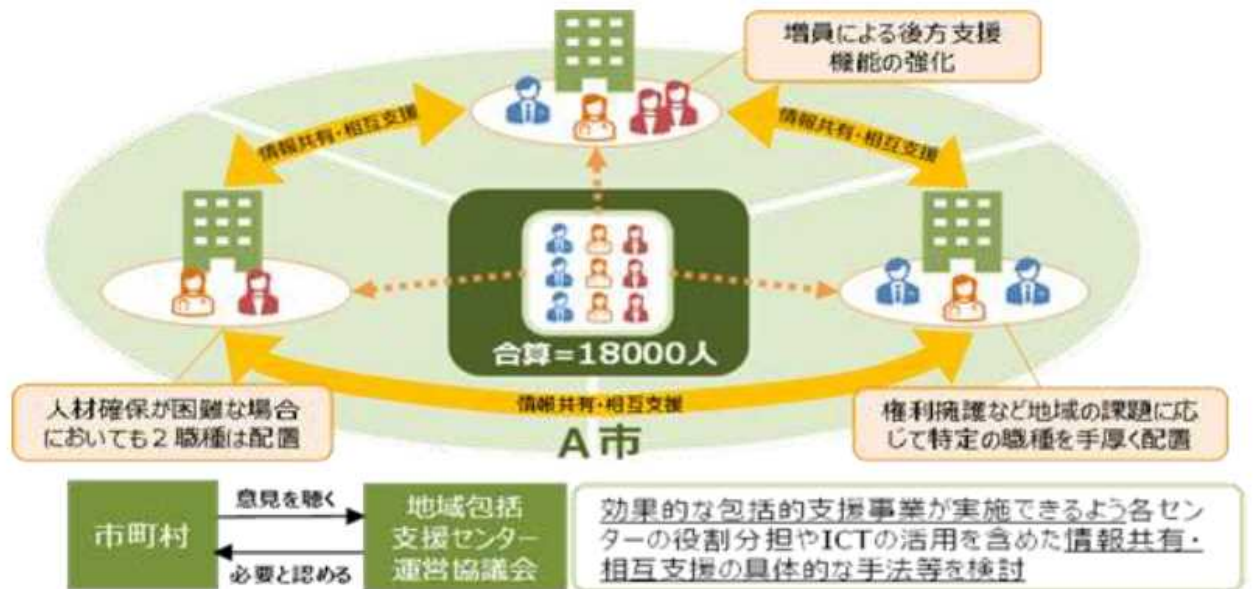 増員による後方支援
機能の強化
情報共有・相互支援
情報共有・相互支援
合算=18000人
人材確保が困難な場合
においても2職種は配置
情報共有・相互支援
権利擁護など地域の課題に応
じて特定の職種を手厚く配置
A市
市町村
意見を聴く
必要と認める
地域包括
支援センター
運営協議会
効果的な包括的支援事業が実施できるよう各セン
ターの役割分担やICTの活用を含めた情報共有・
相互支援の具体的な手法等を検討